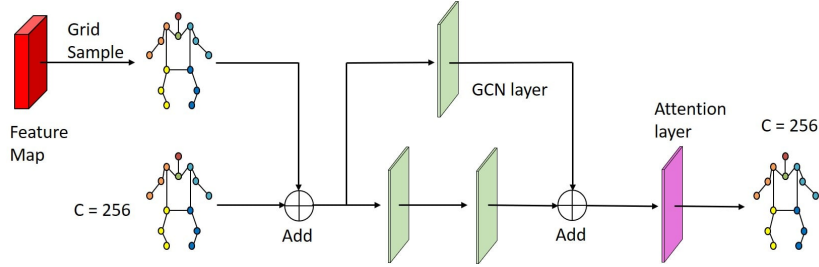 Grid
Sample
Feature
Map
C = 256
Add
GCN layer
Add
Attention
layer
C = 256